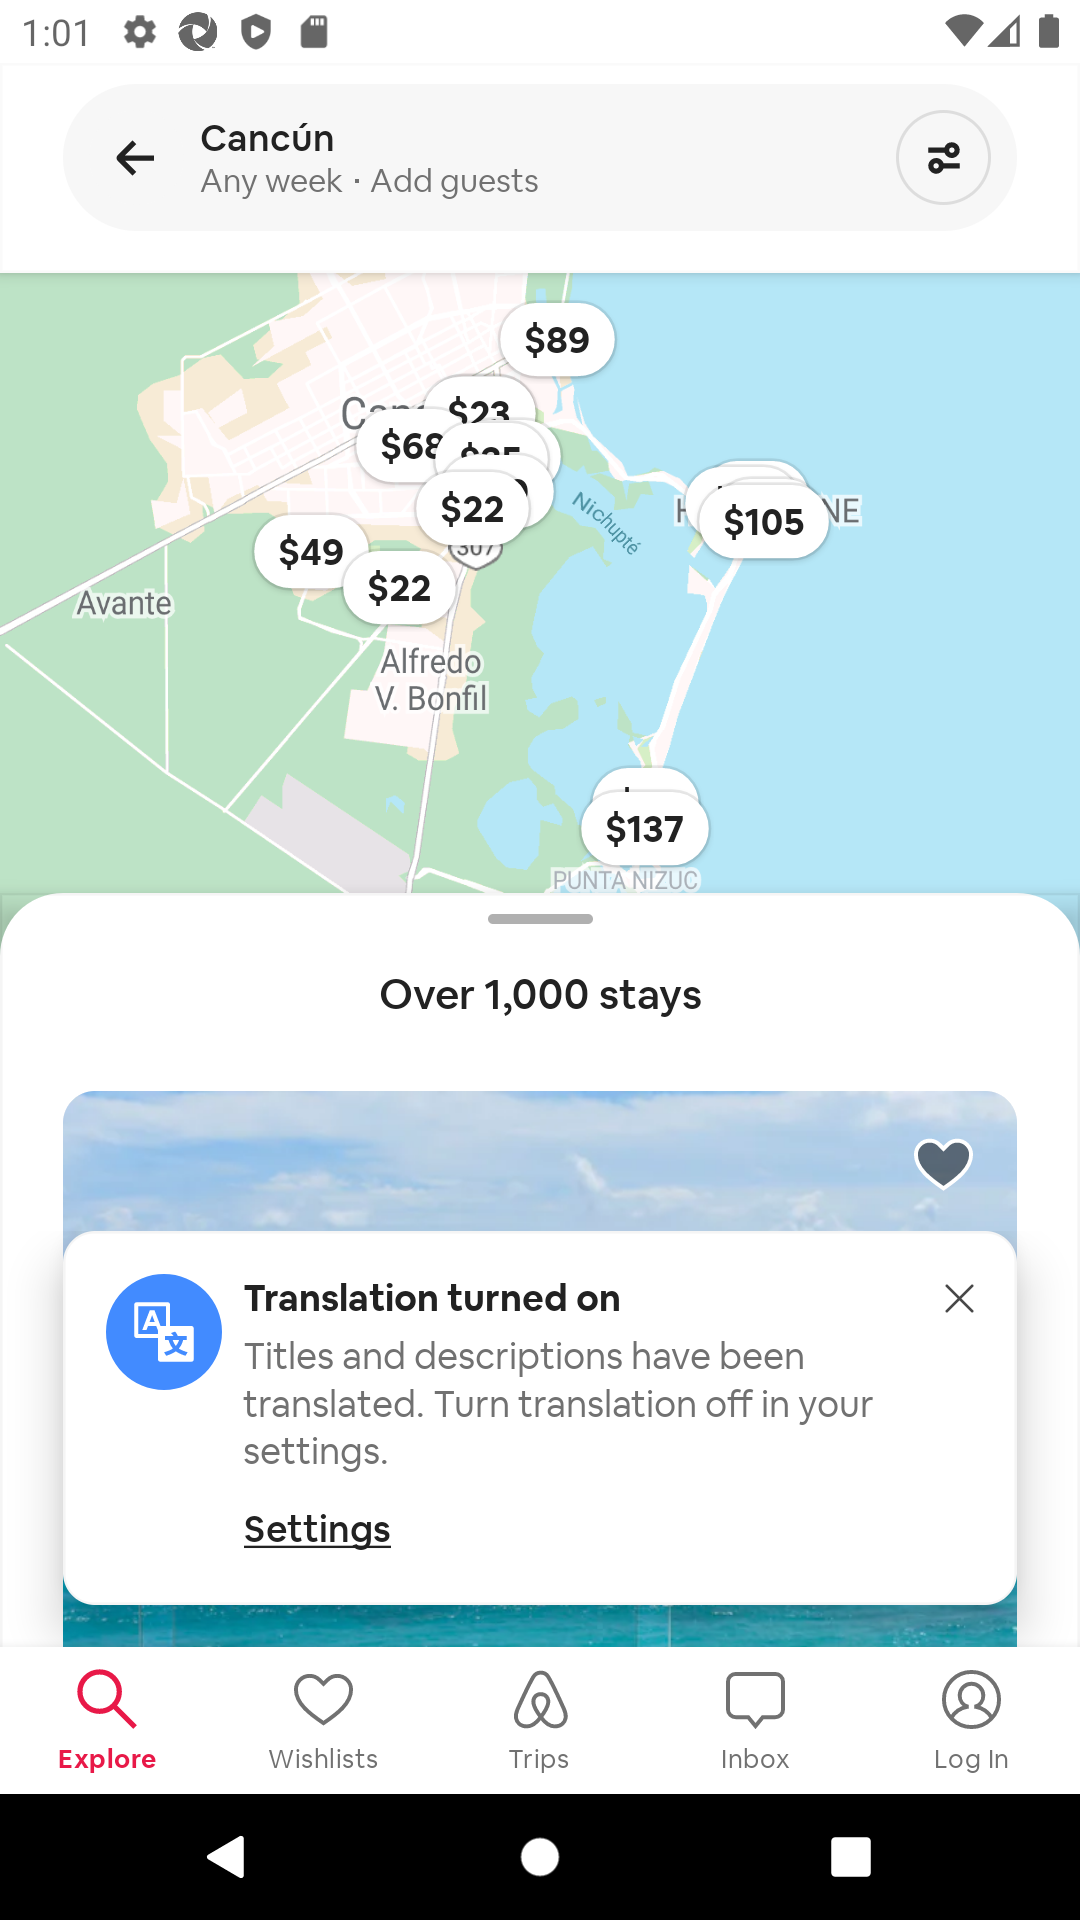 1:01
Cancún
Any week · Add guests
$89
$23
$68
$22
$105
$49
307
$22
Nichupté
Avante
Alfredo
V. Bonfil
$137
PUNTA NIZUC
Over 1,000 stays
Translation turned on
Titles and descriptions have been
translated. Turn translation off in your
settings.
Settings
Explore
Wishlists
Trips
Inbox
Log In